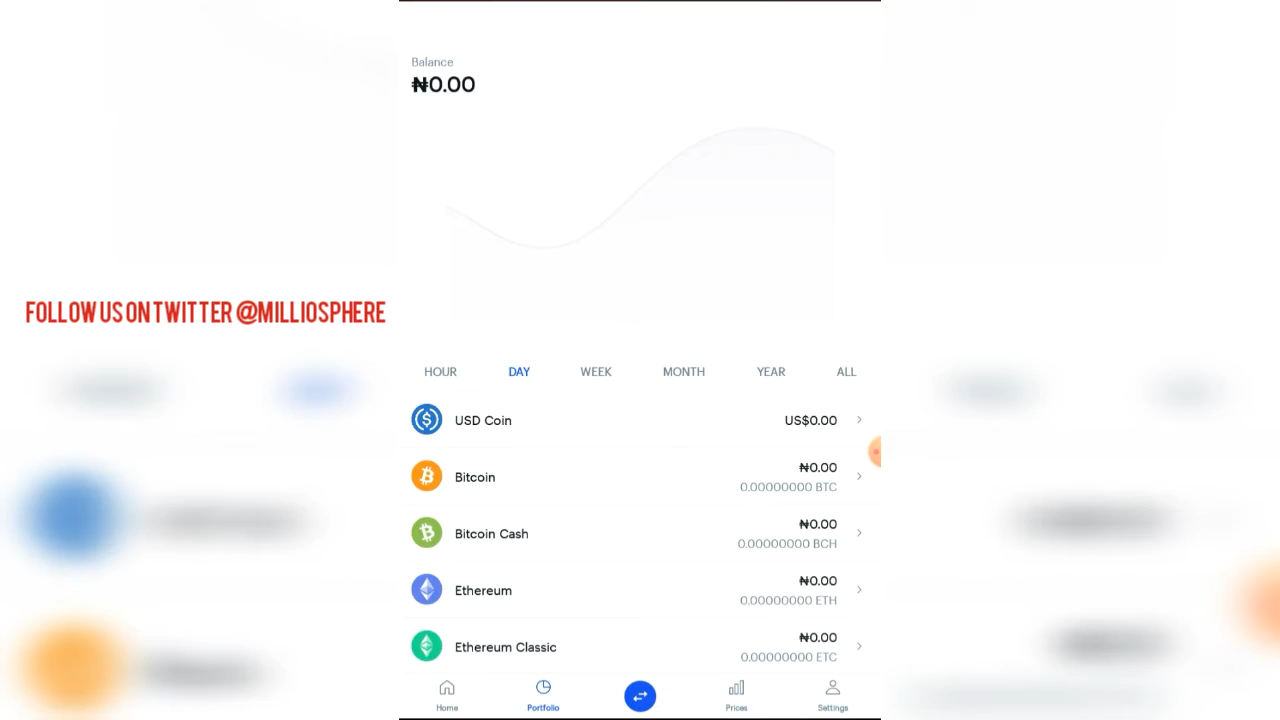 Balance
₦0.00
FOLLOW US ON TWITTER @MILLIOSPHERE
HOUR DAY WEEK MONTH YEAR ALL
USD Coin US$0.00
Bitcoin ₦0.00
0.00000000 BTC
Bitcoin Cash ₦0.00
0.00000000 BCH
Ethereum ₦0.00
0.00000000 ETH
Ethereum Classic ₦0.00
0.00000000 ETC
Home Portfolio Prices Settings